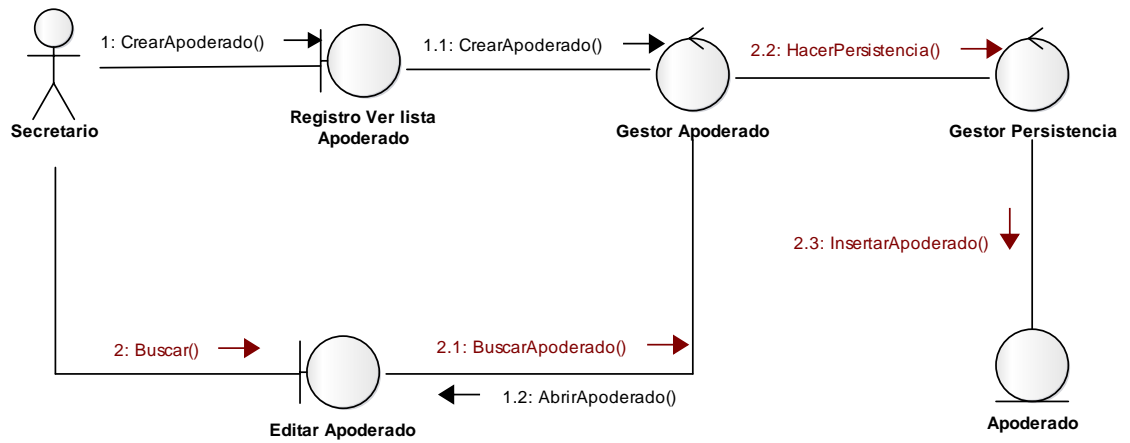 1: CrearApoderado()
1.1: CrearApoderado()
2.2: HacerPersistencia()
Secretario
Registro Ver lista
Apoderado
Gestor Apoderado
Gestor Persistencia
2.3: InsertarApoderado()
2: Buscar()
2.1: BuscarApoderado()
1.2: AbrirApoderado()
Editar Apoderado
Apoderado